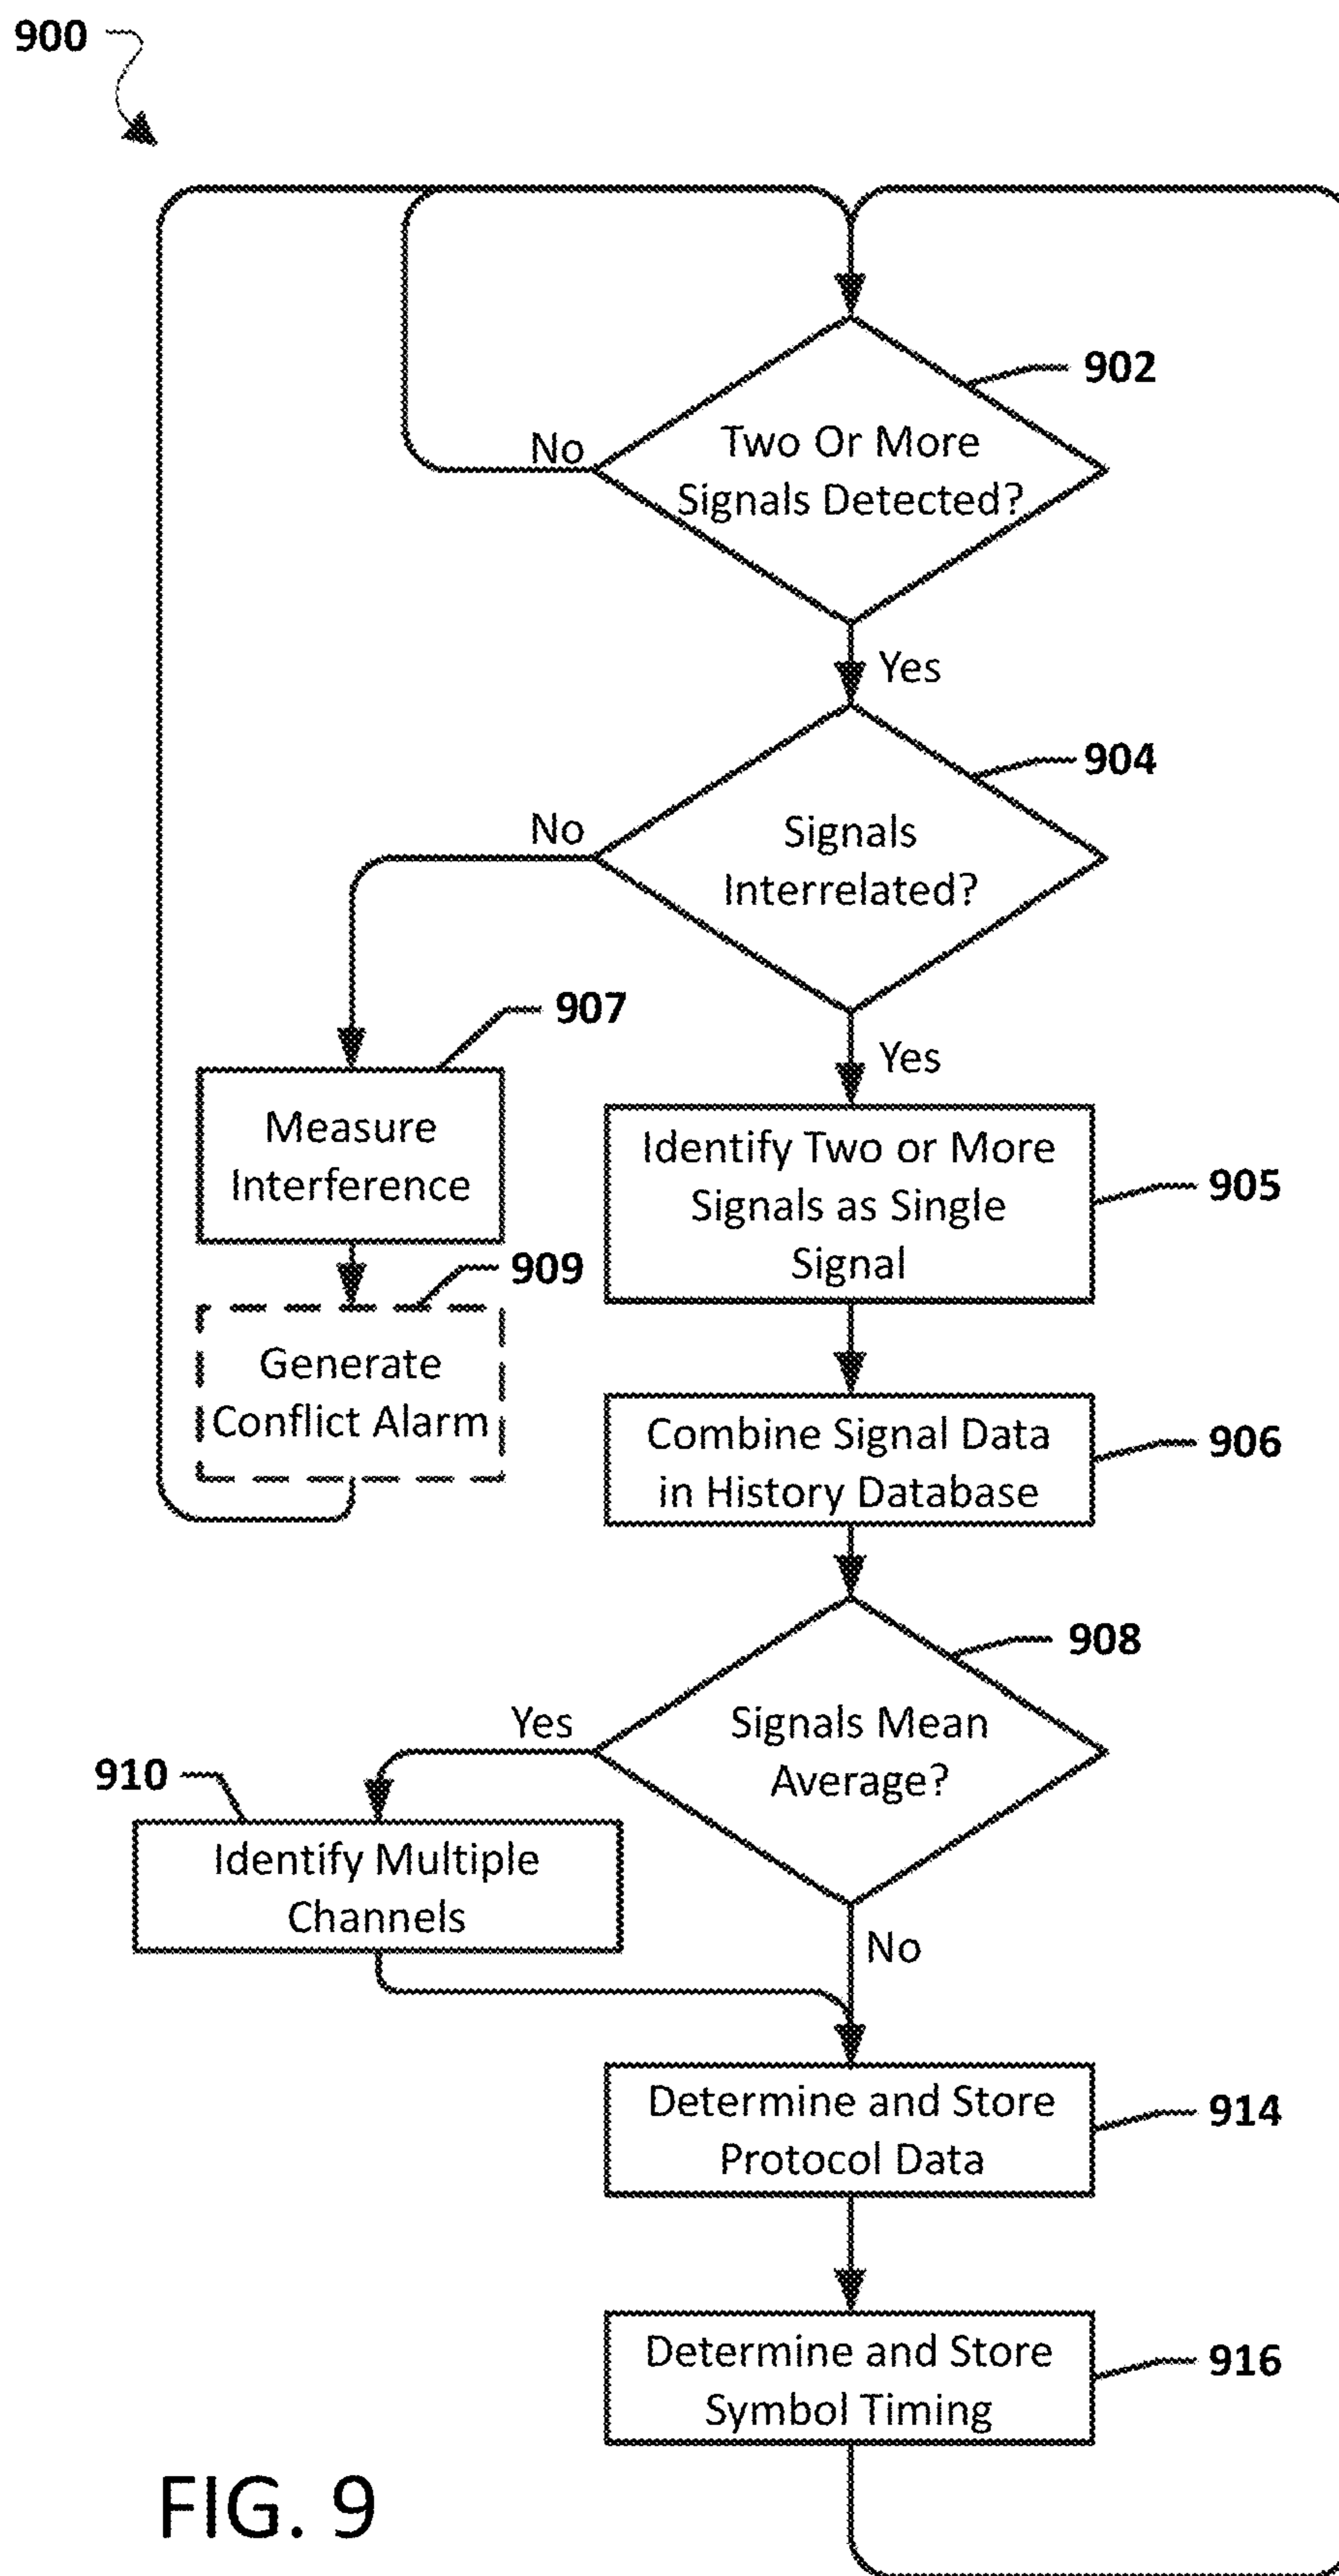 900
902
Two Or More
Signals Detected?
No
Yes
904
Signals
Interrelated?
No
Yes
907
Measure
Interference
Identify Two or More
Signals as Single
Signal
905
909
Generate
Conflict Alarm
Combine Signal Data
in History Database
906
908
Signals Mean
Average?
Yes
910
Identify Multiple
Channels
No
Determine and Store
Protocol Data
914
Determine and Store
Symbol Timing
916
FIG. 9